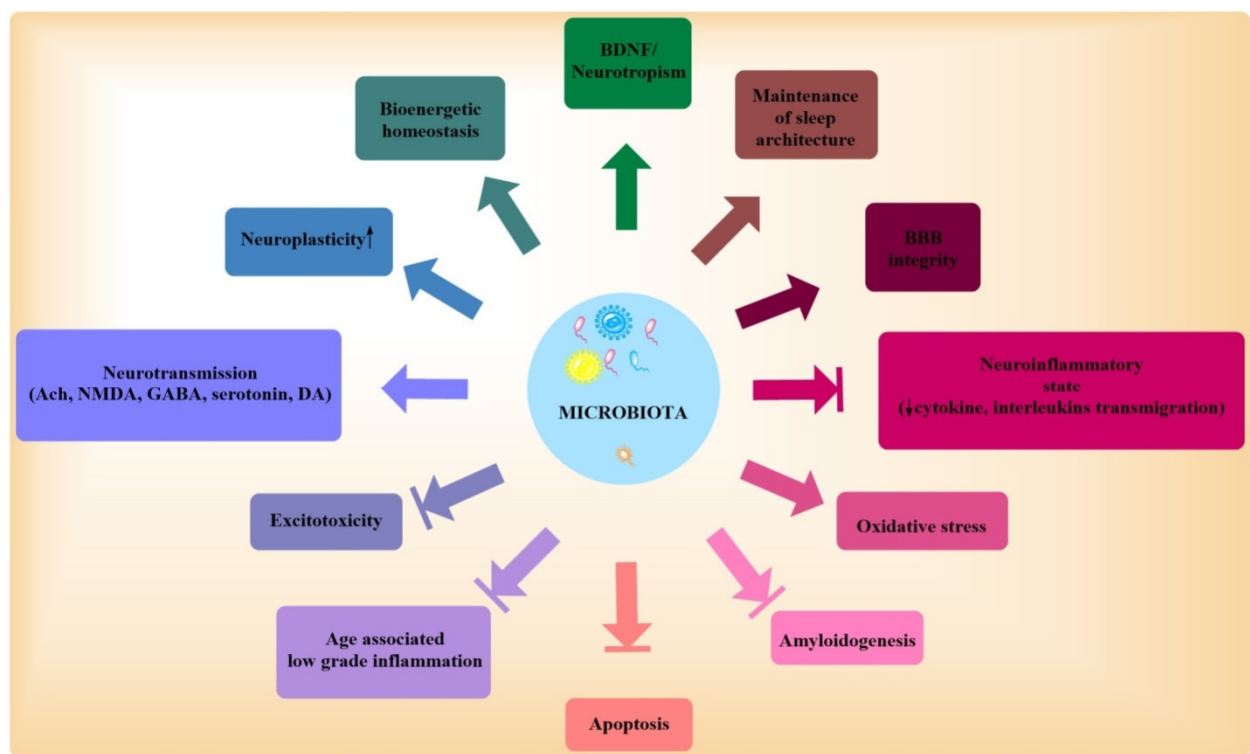 BDNF/
Neurotropism
Maintenance
of sleep
architecture
Bioenergetic
homeostasis
Neuroplasticity↑
BBB
integrity
Neurotransmission
(Ach, NMDA, GABA, serotonin, DA)
MICROBIOTA
Neuroinflammatory
state
(↓cytokine, interleukins transmigration)
Excitotoxicity
Oxidative stress
Age associated
low grade inflammation
Amyloidogenesis
Apoptosis